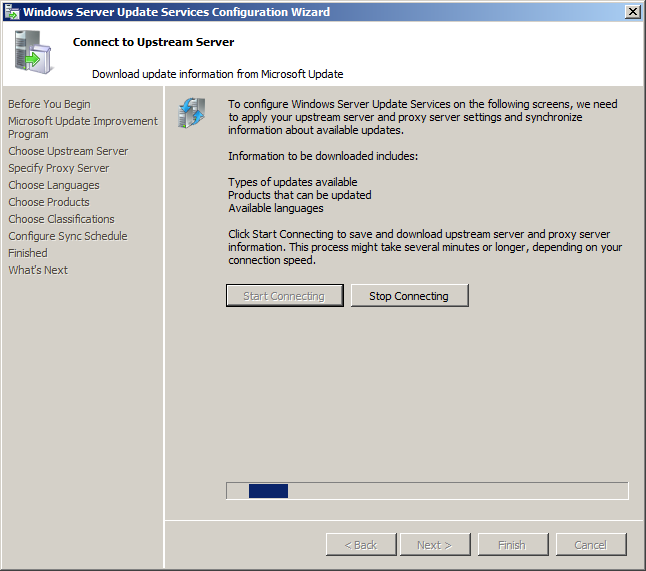 Windows Server Update Services Configuration Wizard
Connect to Upstream Server
Download update information from Microsoft Update
Before You Begin
Microsoft Update Improvement
Program
Choose Upstream Server
Specify Proxy Server
Choose Languages
Choose Products
Choose Classifications
Configure Sync Schedule
Finished
What's Next
To configure Windows Server Update Services on the following screens, we need
to apply your upstream server and proxy server settings and synchronize
information about available updates.
Information to be downloaded includes:
Types of updates available
Products that can be updated
Available languages
Click Start Connecting to save and download upstream server and proxy server
information. This process might take several minutes or longer, depending on your
connection speed.
Start Connecting
Stop Connecting
< Back
Next >
Finish
Cancel